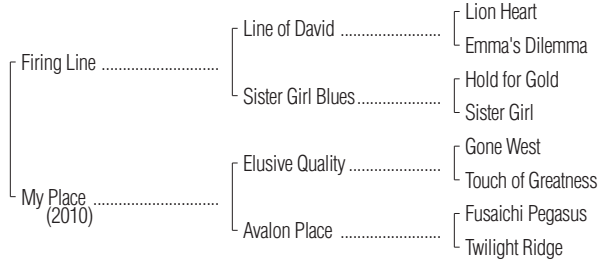 Lion Heart
Line of David
Emma's Dilemma
Firing Line
Hold for Gold
Sister Girl Blues
Sister Girl
Gone West
Elusive Quality
Touch of Greatness
My Place
(2010)
Fusaichi Pegasus
Avalon Place
Twilight Ridge